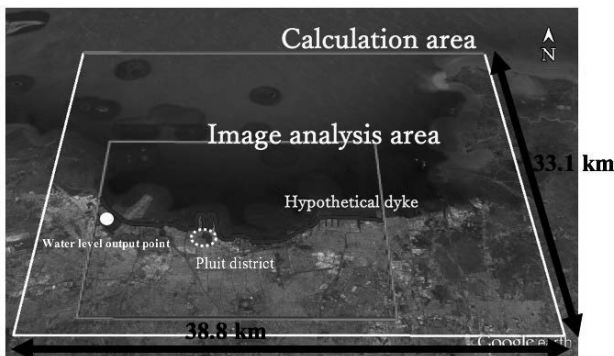 Calculation area
N
Image analysis area
33.1 km
Hypothetical dyke
Water level output point
Pluit district
38.8 km
Google earth